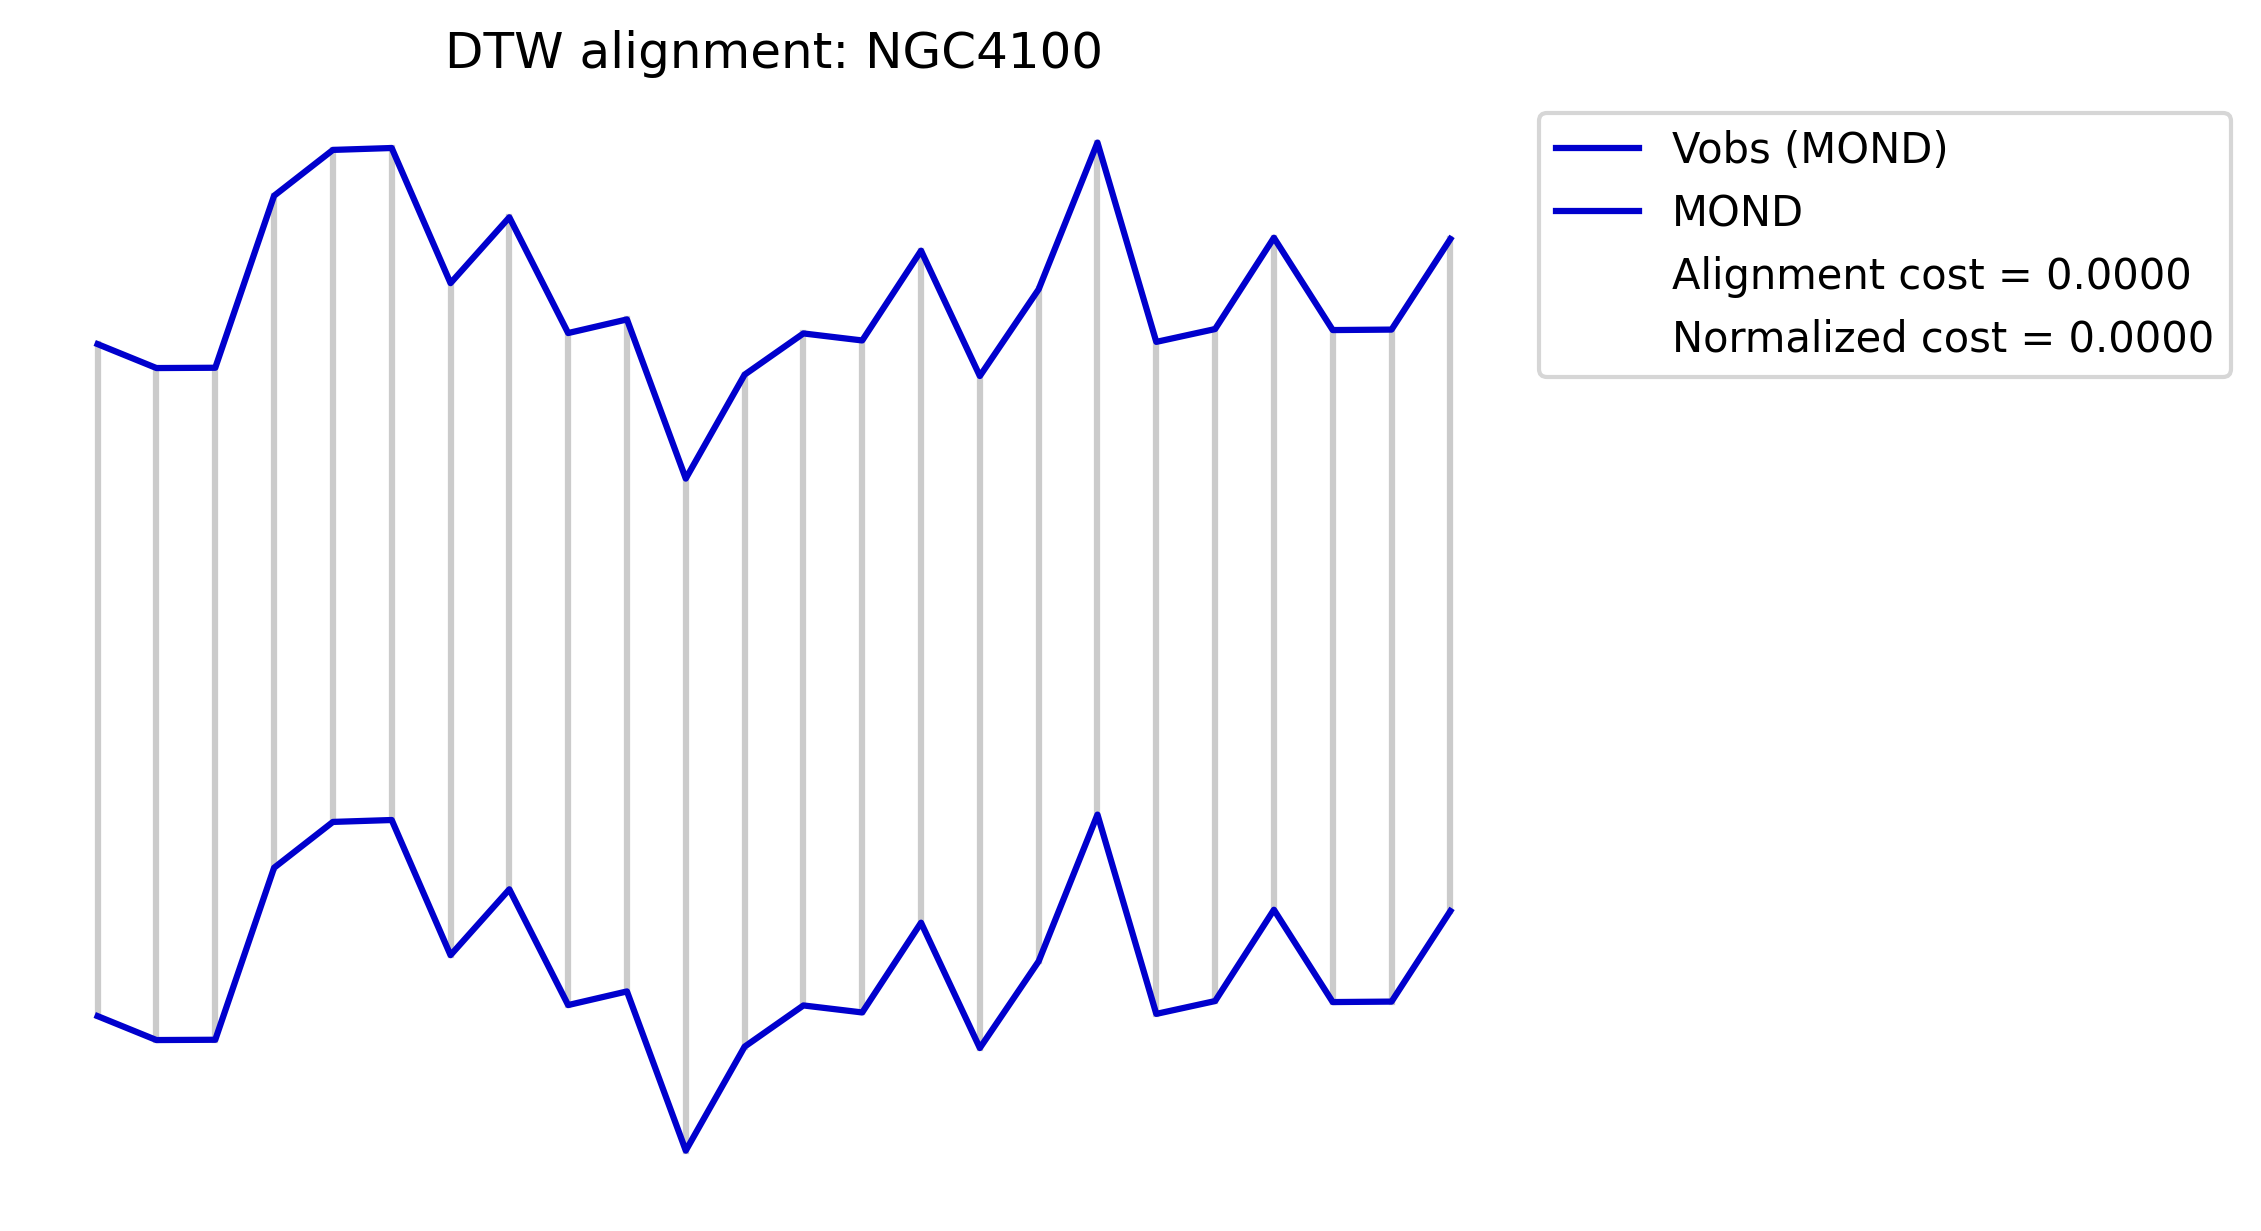 DTW alignment: NGC4100
Vobs (MOND)
MOND
Alignment cost = 0.0000
Normalized cost = 0.0000